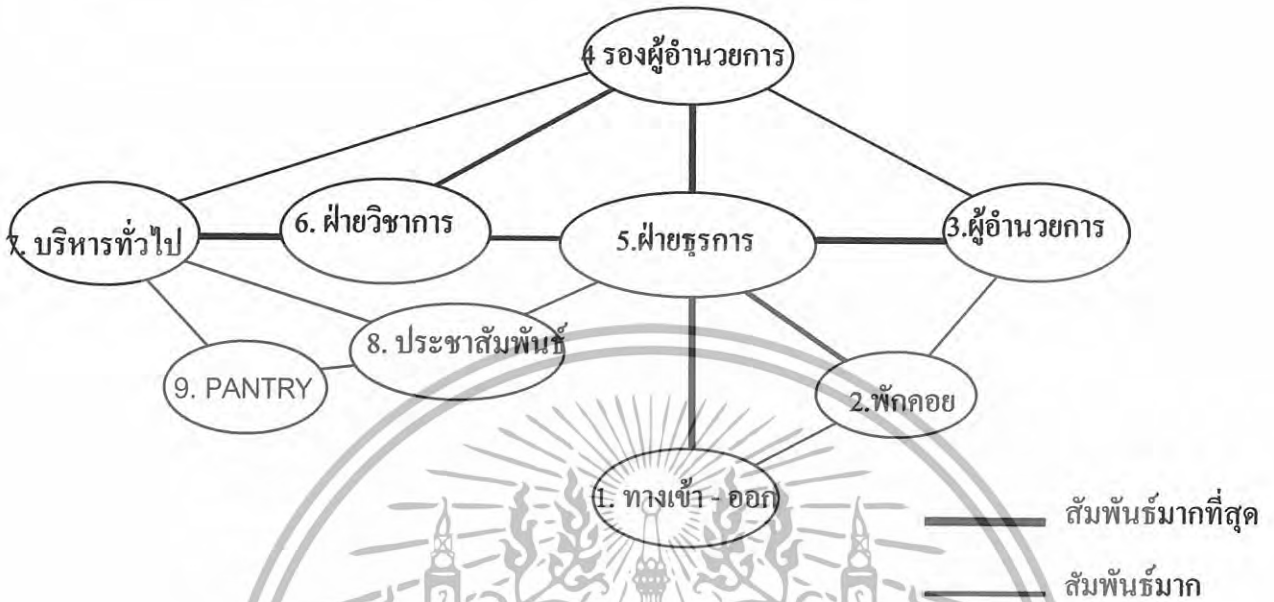 4 รองผู้อำนวยการ
7. บริหารทั่วไป
6. ฝ่ายวิชาการ
5.ฝ่ายธุรการ
3.ผู้อำนวยการ
8. ประชาสัมพันธ์
9. PANTRY
2.พักคอย
1. ทางเข้า - ออก
สัมพันธ์มากที่สุด
สัมพันธ์มาก